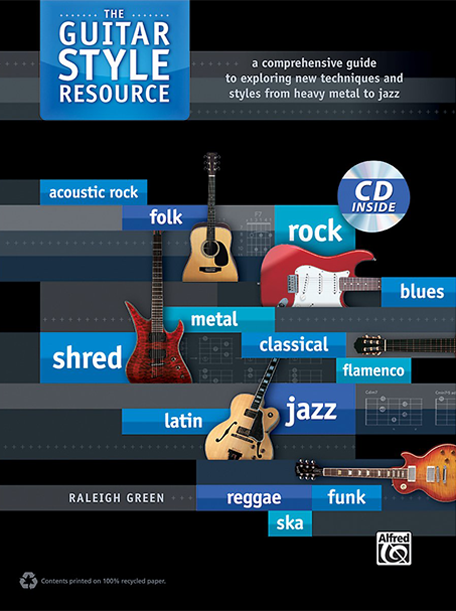 THE
GUITAR
STYLE
RESOURCE
a comprehensive guide
to exploring new techniques and
styles from heavy metal to jazz
CD
INSIDE
acoustic rock
folk
F7
rock
blues
metal
classical
shred
flamenco
latin
jazz
RALEIGH GREEN
reggae
funk
ska
Alfred
Contents printed on 100% recycled paper.